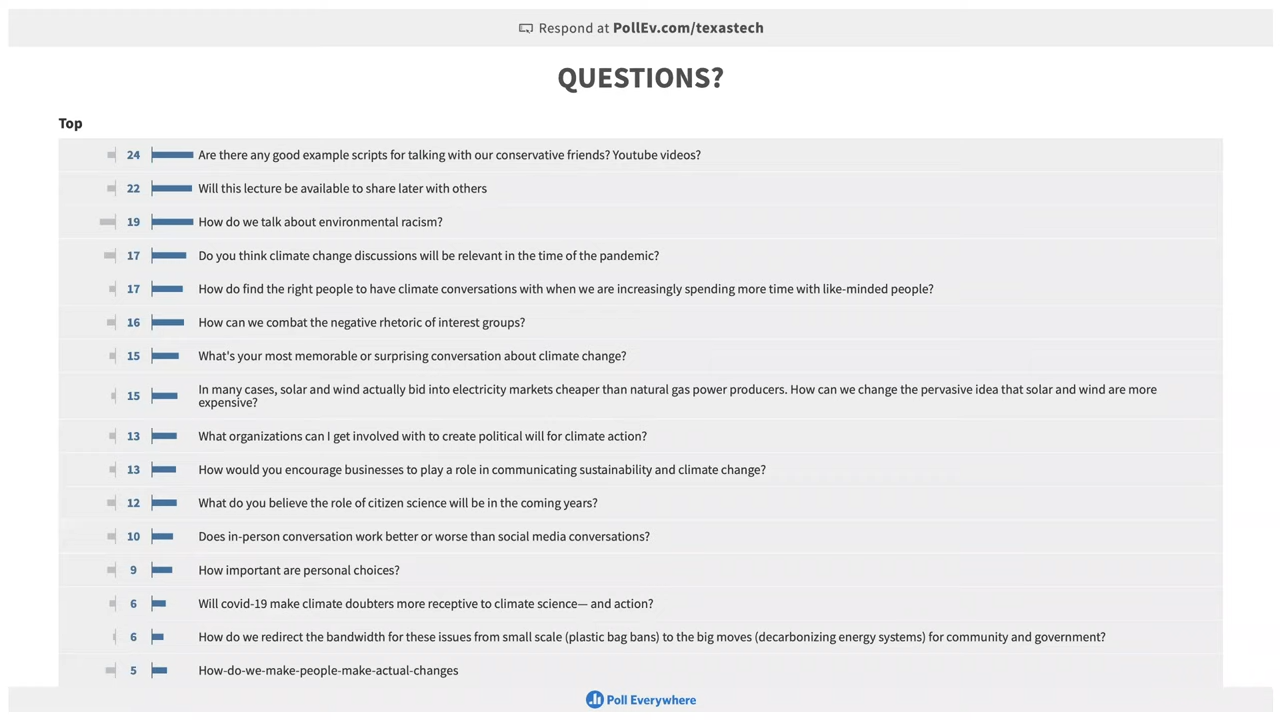 Respond at PollEv.com/texastech
QUESTIONS?
Top
24 Are there any good example scripts for talking with our conservative friends? Youtube videos?
22 Will this lecture be available to share later with others
19 How do we talk about environmental racism?
17 Do you think climate change discussions will be relevant in the time of the pandemic?
17 How do find the right people to have climate conversations with when we are increasingly spending more time with like-minded people?
16 How can we combat the negative rhetoric of interest groups?
15 What's your most memorable or surprising conversation about climate change?
15 In many cases, solar and wind actually bid into electricity markets cheaper than natural gas power producers. How can we change the pervasive idea that solar and wind are more
expensive?
13 What organizations can I get involved with to create political will for climate action?
13 How would you encourage businesses to play a role in communicating sustainability and climate change?
12 What do you believe the role of citizen science will be in the coming years?
10 Does in-person conversation work better or worse than social media conversations?
9 How important are personal choices?
6 Will covid-19 make climate doubters more receptive to climate science— and action?
6 How do we redirect the bandwidth for these issues from small scale (plastic bag bans) to the big moves (decarbonizing energy systems) for community and government?
5 How-do-we-make-people-make-actual-changes
Poll Everywhere